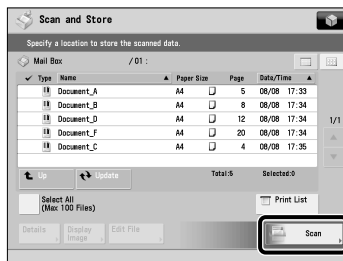 Scan and Store
Specify a location to store the scanned data.
Mail Box /01 :
Type Name Paper Size Page Date/Time
Document_A A4 5 08/08 17:33
Document_B A4 8 08/08 17:34
Document_D A4 12 08/08 17:34
Document_F A4 20 08/08 17:34
Document_C A4 4 08/08 17:35
1/1
Up Update Total:5 Selected:0
Select All
(Max 100 Files)
Print List
Details Display Image Edit File
Scan